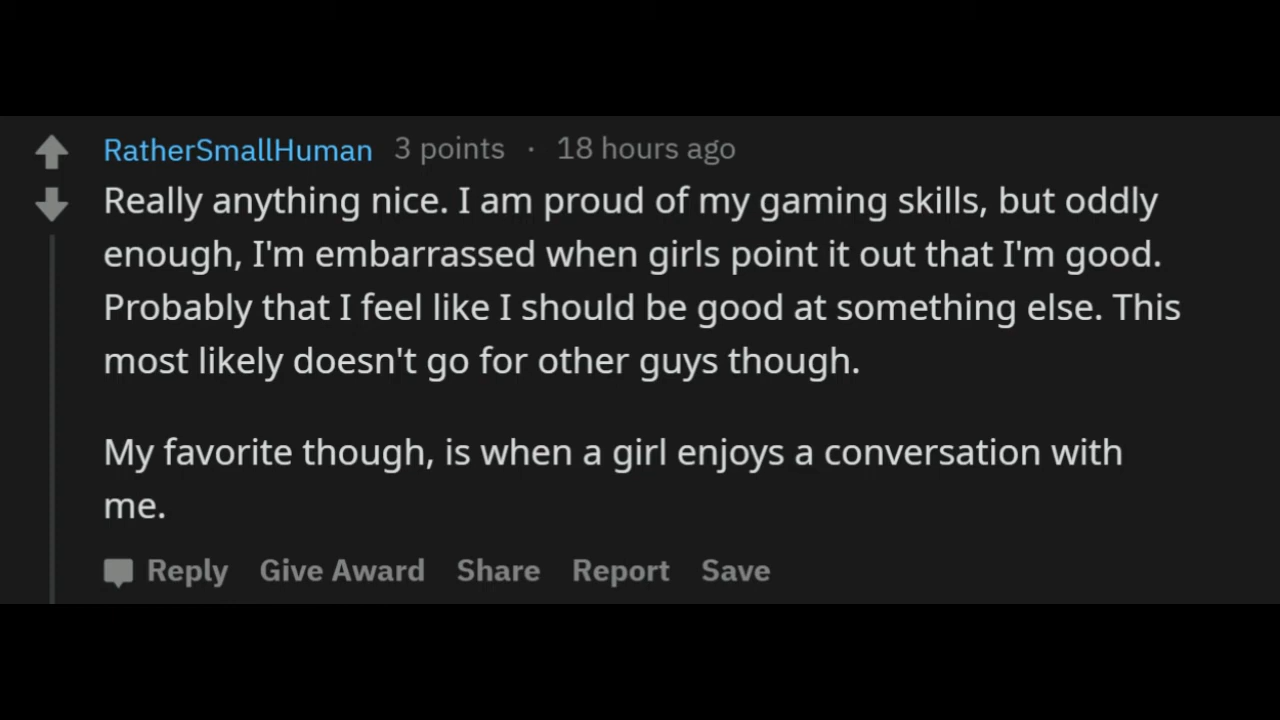 RatherSmallHuman 3 points · 18 hours ago
Really anything nice. I am proud of my gaming skills, but oddly
enough, I'm embarrassed when girls point it out that I'm good.
Probably that I feel like I should be good at something else. This
most likely doesn't go for other guys though.
My favorite though, is when a girl enjoys a conversation with
me.
Reply Give Award Share Report Save